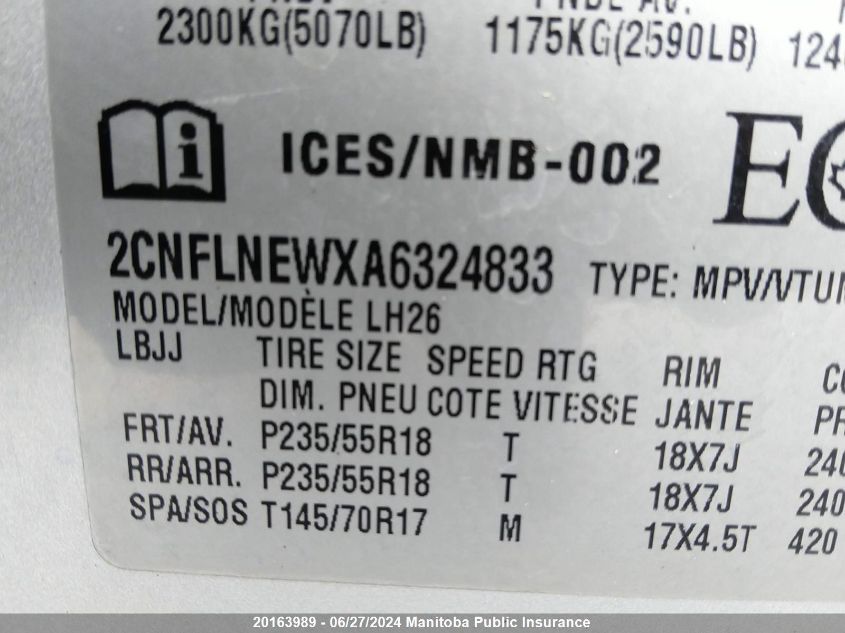 2300KG(5070LB) 1175KG(2590LB)
ICES/NMB-002
2CNFLNEWXA6324833 TYPE: MPV/VTUM
MODEL/MODÈLE LH26
LBJJ TIRE SIZE SPEED RTG RIM
DIM. PNEU COTE VITESSE JANTE
FRT/AV. P235/55R18 T 18X7J 240
RR/ARR. P235/55R18 T 18X7J 240
SPA/SOS T145/70R17 M 17X4.5T 420
20163989 - 06/27/2024 Manitoba Public Insurance